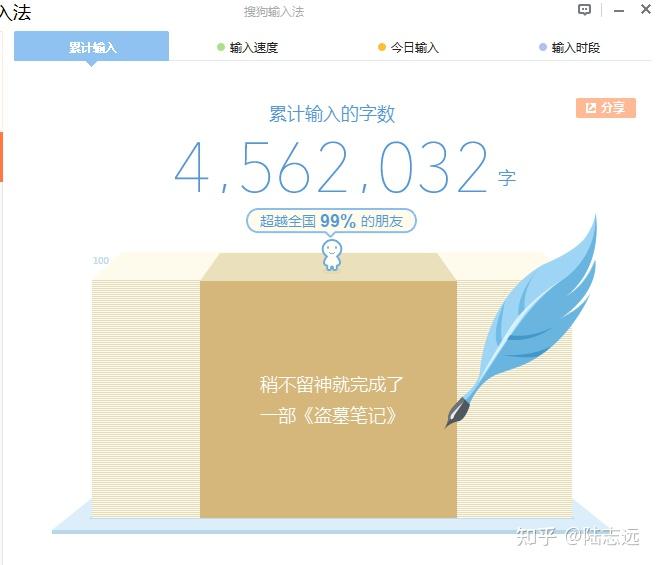 入法
搜狗输入法
累计输入
输入速度
今日输入
输入时段
分享
累计输入的字数
4,562,032 字
超越全国 99% 的朋友
100
稍不留神就完成了
一部《盗墓笔记》
知乎 @陆志远